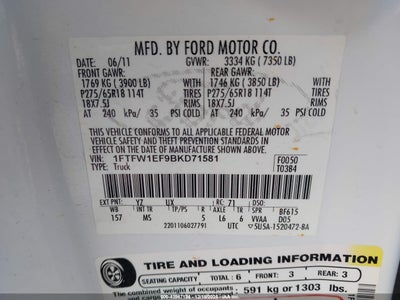 MFD. BY FORD MOTOR CO.
DATE: 06/11 GVWR: 3334 KG ( 7350 LB)
FRONT GAWR: REAR GAWR:
1769 KG ( 3900 LB) 1746 KG ( 3850 LB)
P275/65R18 114T P275/65R18 114T
18X7.5J 18X7.5J
AT 240 kPa/ 35 PSI COLD AT 240 kPa/ 35 PSI COLD
THIS VEHICLE CONFORMS TO ALL APPLICABLE FEDERAL MOTOR
VEHICLE SAFETY AND THEFT PREVENTION STANDARDS IN EFFECT
ON THE DATE OF MANUFACTURE SHOWN ABOVE.
VIN: 1FTFW1EF9BKD71581
TYPE: Truck
F0050
T0384
EXT PNT: YZ UX RC: 71 DSO:
WB INT TR TP/PS R AXLE TR SPR BF615
157 MS 5 L6 6 VVAA D05
2201106027791 UTC 5U5A-1520472-BA
TIRE AND LOADING INFORMATION
SEATING CAPACITY TOTAL : 6 FRONT : 3 REAR : 3
591 kg or 1303 lbs.